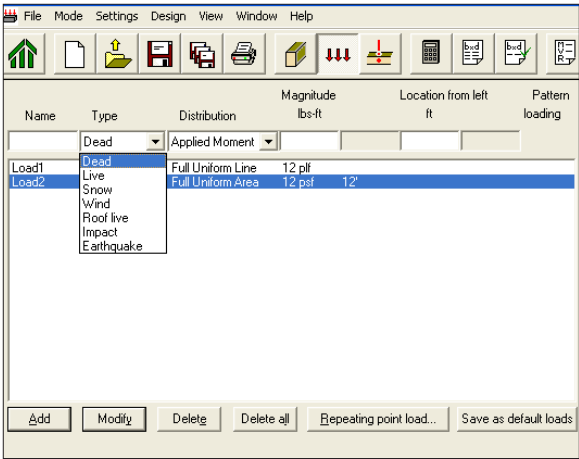 File Mode Settings Design View Window Help
bxd bxd
Magnitude Location from left Pattern
Name Type Distribution lbs-ft ft loading
Dead Applied Moment
Load1 Full Uniform Line 12 plf
Load2 Full Uniform Area 12 psf 12'
Dead
Live
Snow
Wind
Roof live
Impact
Earthquake
Add Modify Delete Delete all Repeating point load... Save as default loads